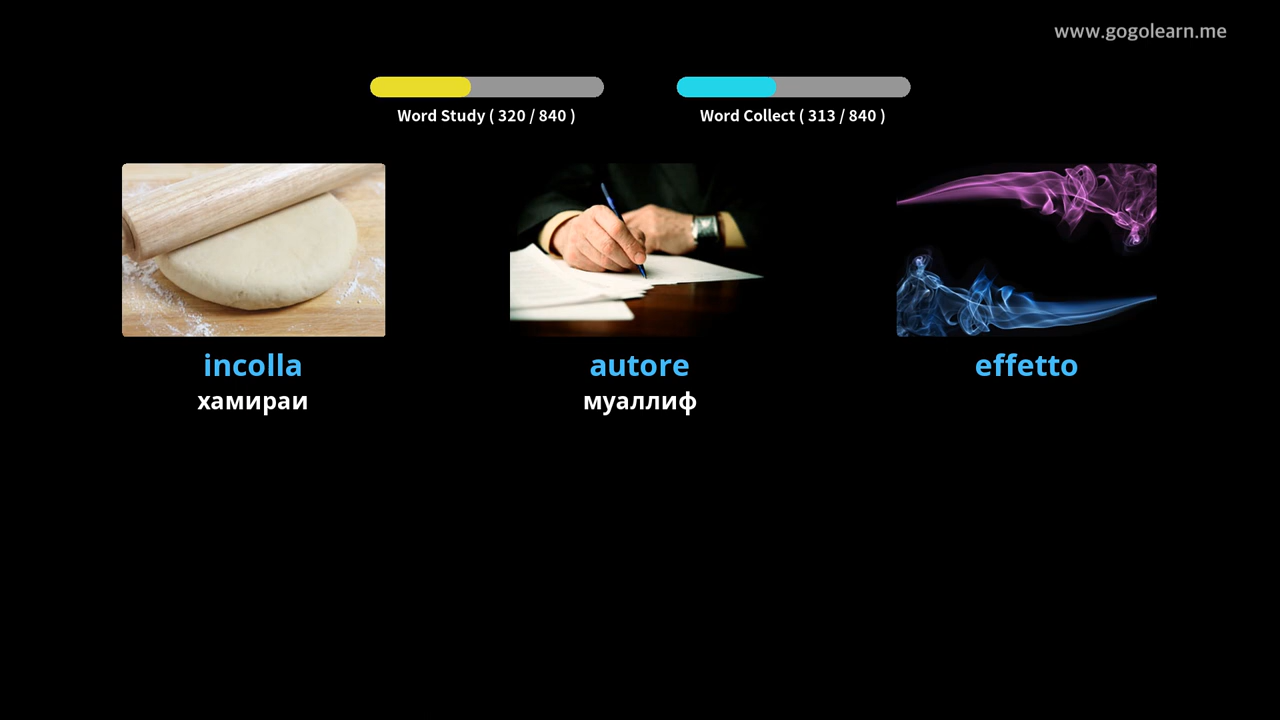 www.gogolearn.me
Word Study ( 320 / 840 )
Word Collect ( 313 / 840 )
incolla
хамираи
autore
муаллиф
effetto